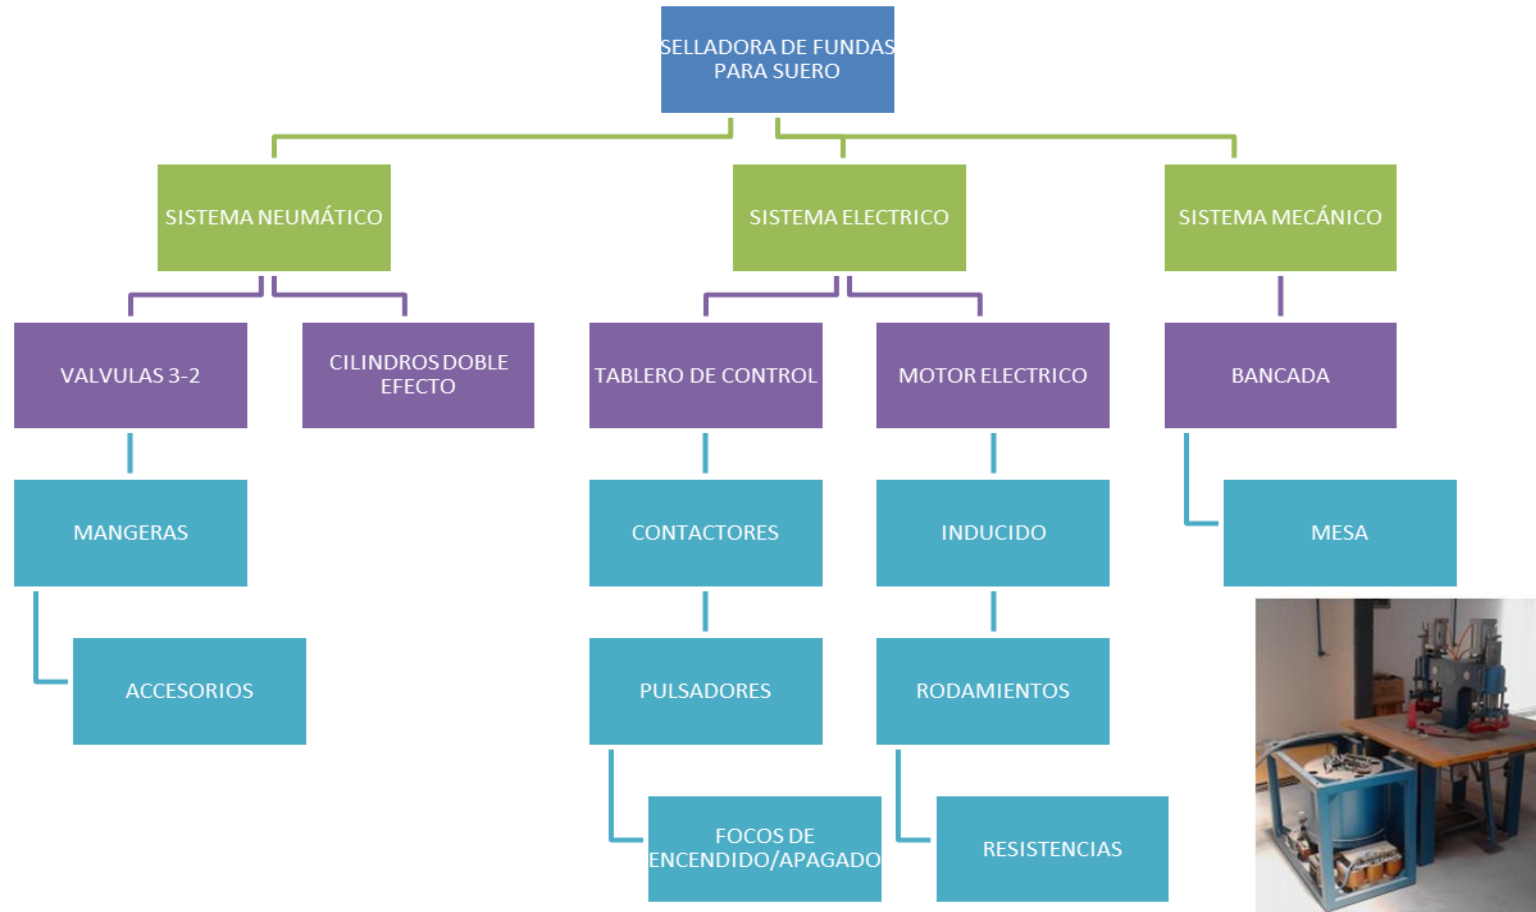 SELLADORA DE FUNDAS
PARA SUERO
SISTEMA NEUMÁTICO
SISTEMA ELECTRICO
SISTEMA MECÁNICO
VALVULAS 3-2
CILINDROS DOBLE
EFECTO
TABLERO DE CONTROL
MOTOR ELECTRICO
BANCADA
MANGERAS
CONTACTORES
INDUCIDO
MESA
ACCESORIOS
PULSADORES
RODAMIENTOS
FOCOS DE
ENCENDIDO/APAGADO
RESISTENCIAS